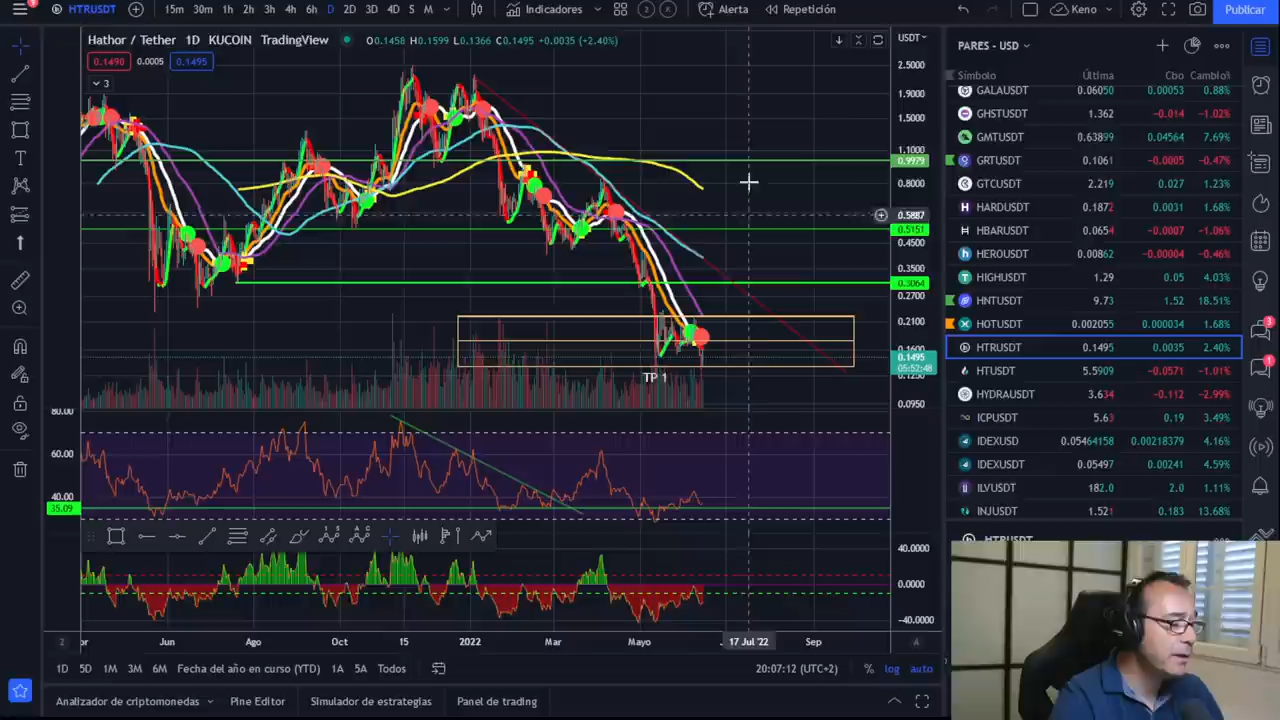 9
HTRUSDT 15m 30m 1h 2h 3h 4h 6h D 2D 3D 4D S M Indicadores 2 3 Alerta Repetición Keno Publicar
Hathor / Tether 1D KUCOIN TradingView O0.1458 H0.1599 L0.1366 C0.1495 +0.0035 (+2.40%) USDT
0.1490 0.0005 0.1495
3
2.5000
1.9000
1.5000
1.1000
0.9979
0.8000
0.5887
0.5151
0.4500
0.3500
0.3064
0.2700
0.2100
0.1495
05:52:48
0.0950
TP 1
80.00
60.00
40.00
35.09
40.0000
0.0000
-40.0000
Jun Ago Oct 15 2022 Mar Mayo 17 Jul '22 Sep
1D 5D 1M 3M 6M Fecha del año en curso (YTD) 1A 5A Todos 20:07:12 (UTC+2) % log auto
Analizador de criptomonedas Pine Editor Simulador de estrategias Panel de trading
PARES - USD
Símbolo Última Cbo Cambio%
GALAUSDT 0.06050 0.00053 0.88%
GHSTUSDT 1.362 -0.014 -1.02%
GMTUSDT 0.63899 0.04564 7.69%
GRTUSDT 0.1061 -0.0005 -0.47%
GTCUSDT 2.219 0.027 1.23%
HARDUSDT 0.1872 0.0031 1.68%
HBARUSDT 0.0654 -0.0007 -1.06%
HEROUSDT 0.00862 -0.00004 -0.46%
HIGHUSDT 1.29 0.05 4.03%
HNTUSDT 9.73 1.52 18.51%
HOTUSDT 0.002055 0.000034 1.68%
HTRUSDT 0.1495 0.0035 2.40%
HTUSDT 5.5909 -0.0571 -1.01%
HYDRAUSDT 3.634 -0.112 -2.99%
ICPUSDT 5.63 0.19 3.49%
IDEXUSD 0.05464158 0.00218379 4.16%
IDEXUSDT 0.05497 0.00241 4.59%
ILVUSDT 182.0 2.0 1.11%
INJUSDT 1.521 0.183 13.68%
HTRUSDT
3
1